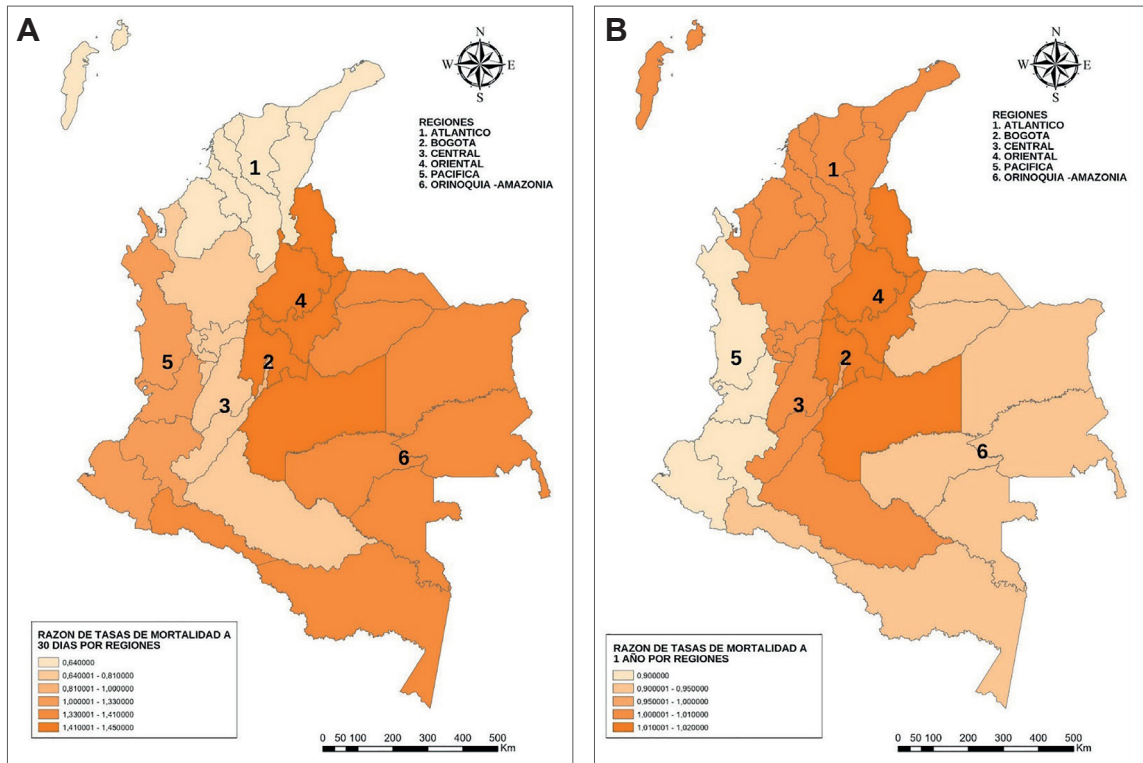 A
N
W E
S
REGIONES
1. ATLANTICO
2. BOGOTA
3. CENTRAL
4. ORIENTAL
5. PACIFICA
6. ORINOQUIA -AMAZONIA
1
4
2
5
3
6
RAZON DE TASAS DE MORTALIDAD A
30 DIAS POR REGIONES
0,640000
0,640001 - 0,810000
0,810001 - 1,000000
1,000001 - 1,330000
1,330001 - 1,410000
1,410001 - 1,450000
0 50 100 200 300 400 500
Km
B
N
W E
S
REGIONES
1. ATLANTICO
2. BOGOTA
3. CENTRAL
4. ORIENTAL
5. PACIFICA
6. ORINOQUIA -AMAZONIA
1
4
2
5
3
6
RAZON DE TASAS DE MORTALIDAD A
1 AÑO POR REGIONES
0,900000
0,900001 - 0,950000
0,950001 - 1,000000
1,000001 - 1,010000
1,010001 - 1,020000
0 50 100 200 300 400 500
Km